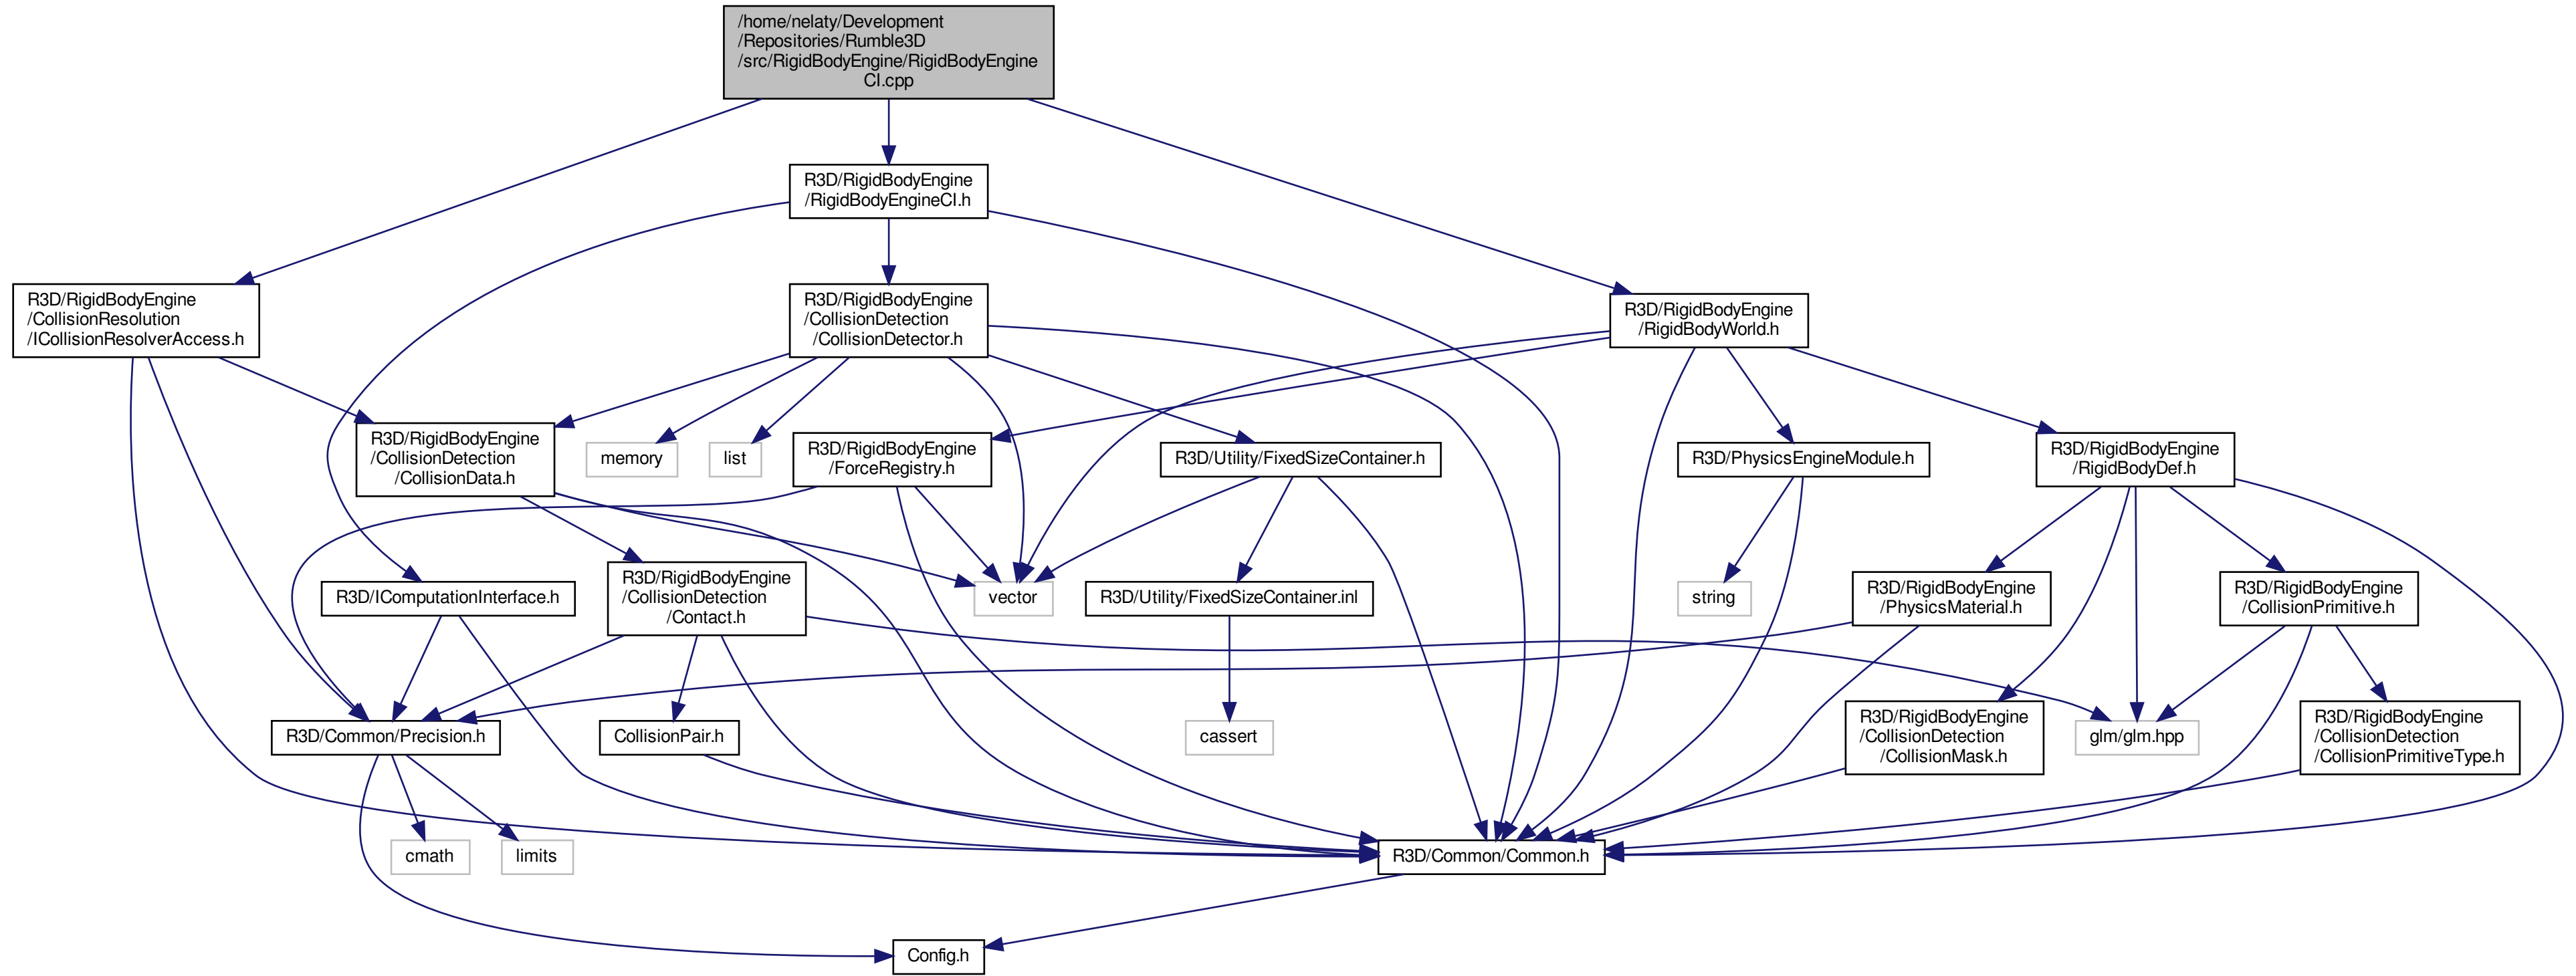 /home/nelaty/Development
/Repositories/Rumble3D
/src/RigidBodyEngine/RigidBodyEngine
CI.cpp
R3D/RigidBodyEngine
/RigidBodyEngineCI.h
R3D/RigidBodyEngine
/CollisionResolution
/ICollisionResolverAccess.h
R3D/RigidBodyEngine
/CollisionDetection
/CollisionDetector.h
R3D/RigidBodyEngine
/RigidBodyWorld.h
R3D/RigidBodyEngine
/CollisionDetection
/CollisionData.h
memory
list
R3D/RigidBodyEngine
/ForceRegistry.h
R3D/Utility/FixedSizeContainer.h
R3D/PhysicsEngineModule.h
R3D/RigidBodyEngine
/RigidBodyDef.h
R3D/IComputationInterface.h
R3D/RigidBodyEngine
/CollisionDetection
/Contact.h
vector
R3D/Utility/FixedSizeContainer.inl
string
R3D/RigidBodyEngine
/PhysicsMaterial.h
R3D/RigidBodyEngine
/CollisionPrimitive.h
R3D/Common/Precision.h
CollisionPair.h
cassert
R3D/RigidBodyEngine
/CollisionDetection
/CollisionMask.h
glm/glm.hpp
R3D/RigidBodyEngine
/CollisionDetection
/CollisionPrimitiveType.h
cmath
limits
R3D/Common/Common.h
Config.h